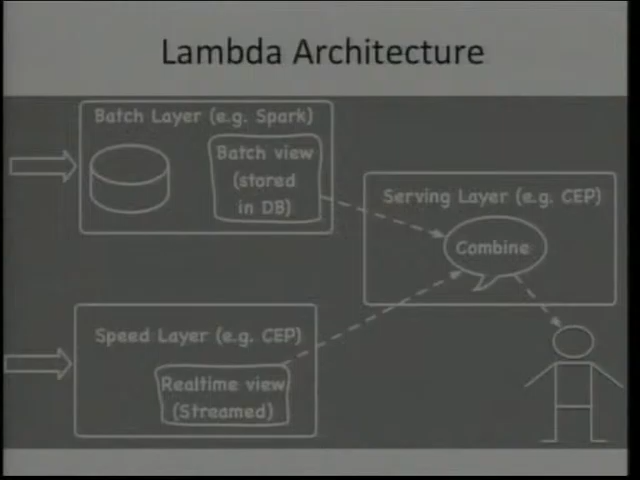 Lambda Architecture
Batch Layer (e.g. Spark)
Batch view
(stored
in DB)
Serving Layer (e.g. CEP)
Combine
Speed Layer (e.g. CEP)
Realtime view
(Streamed)